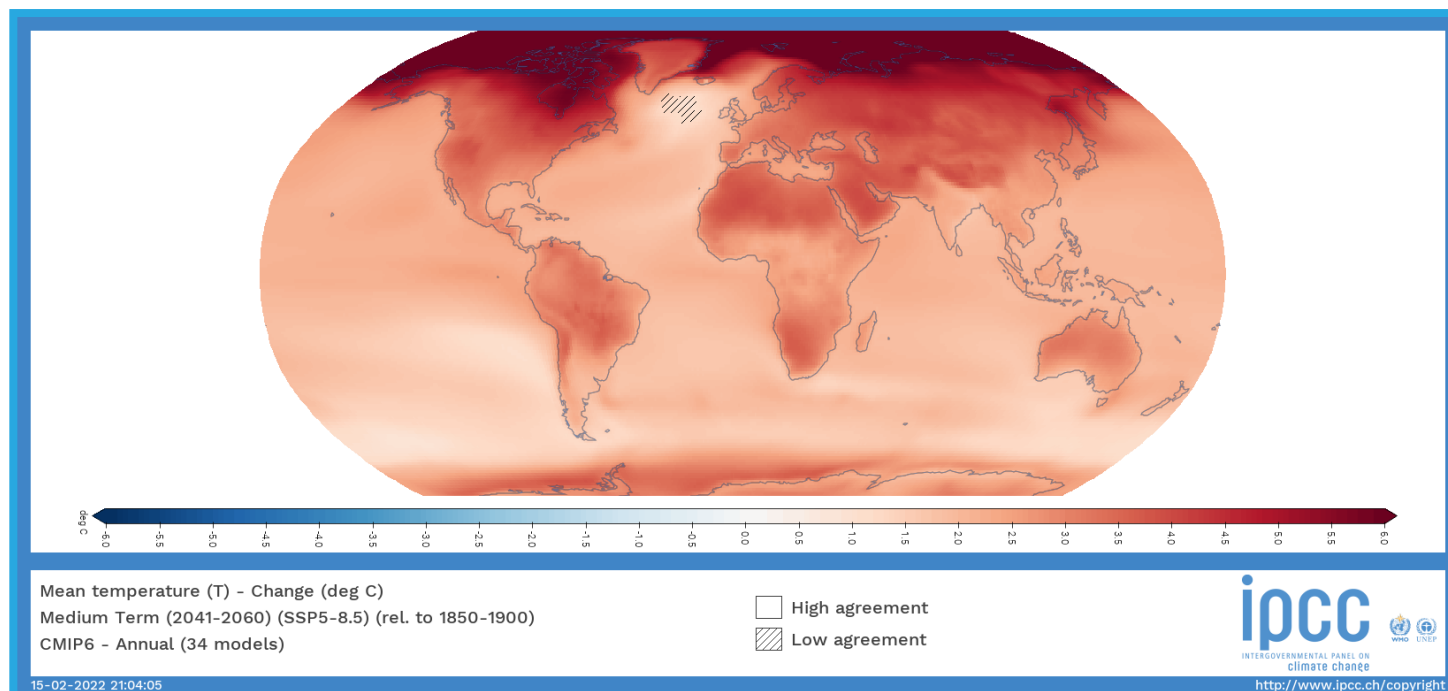 deg C
-6.0 -5.5 -5.0 -4.5 -4.0 -3.5 -3.0 -2.5 -2.0 -1.5 -1.0 -0.5 0.0 0.5 1.0 1.5 2.0 2.5 3.0 3.5 4.0 4.5 5.0 5.5 6.0
Mean temperature (T) - Change (deg C)
Medium Term (2041-2060) (SSP5-8.5) (rel. to 1850-1900)
CMIP6 - Annual (34 models)
High agreement
Low agreement
ipcc
INTERGOVERNMENTAL PANEL ON
climate change
WMO
UNEP
15-02-2022 21:04:05
http://www.ipcc.ch/copyright